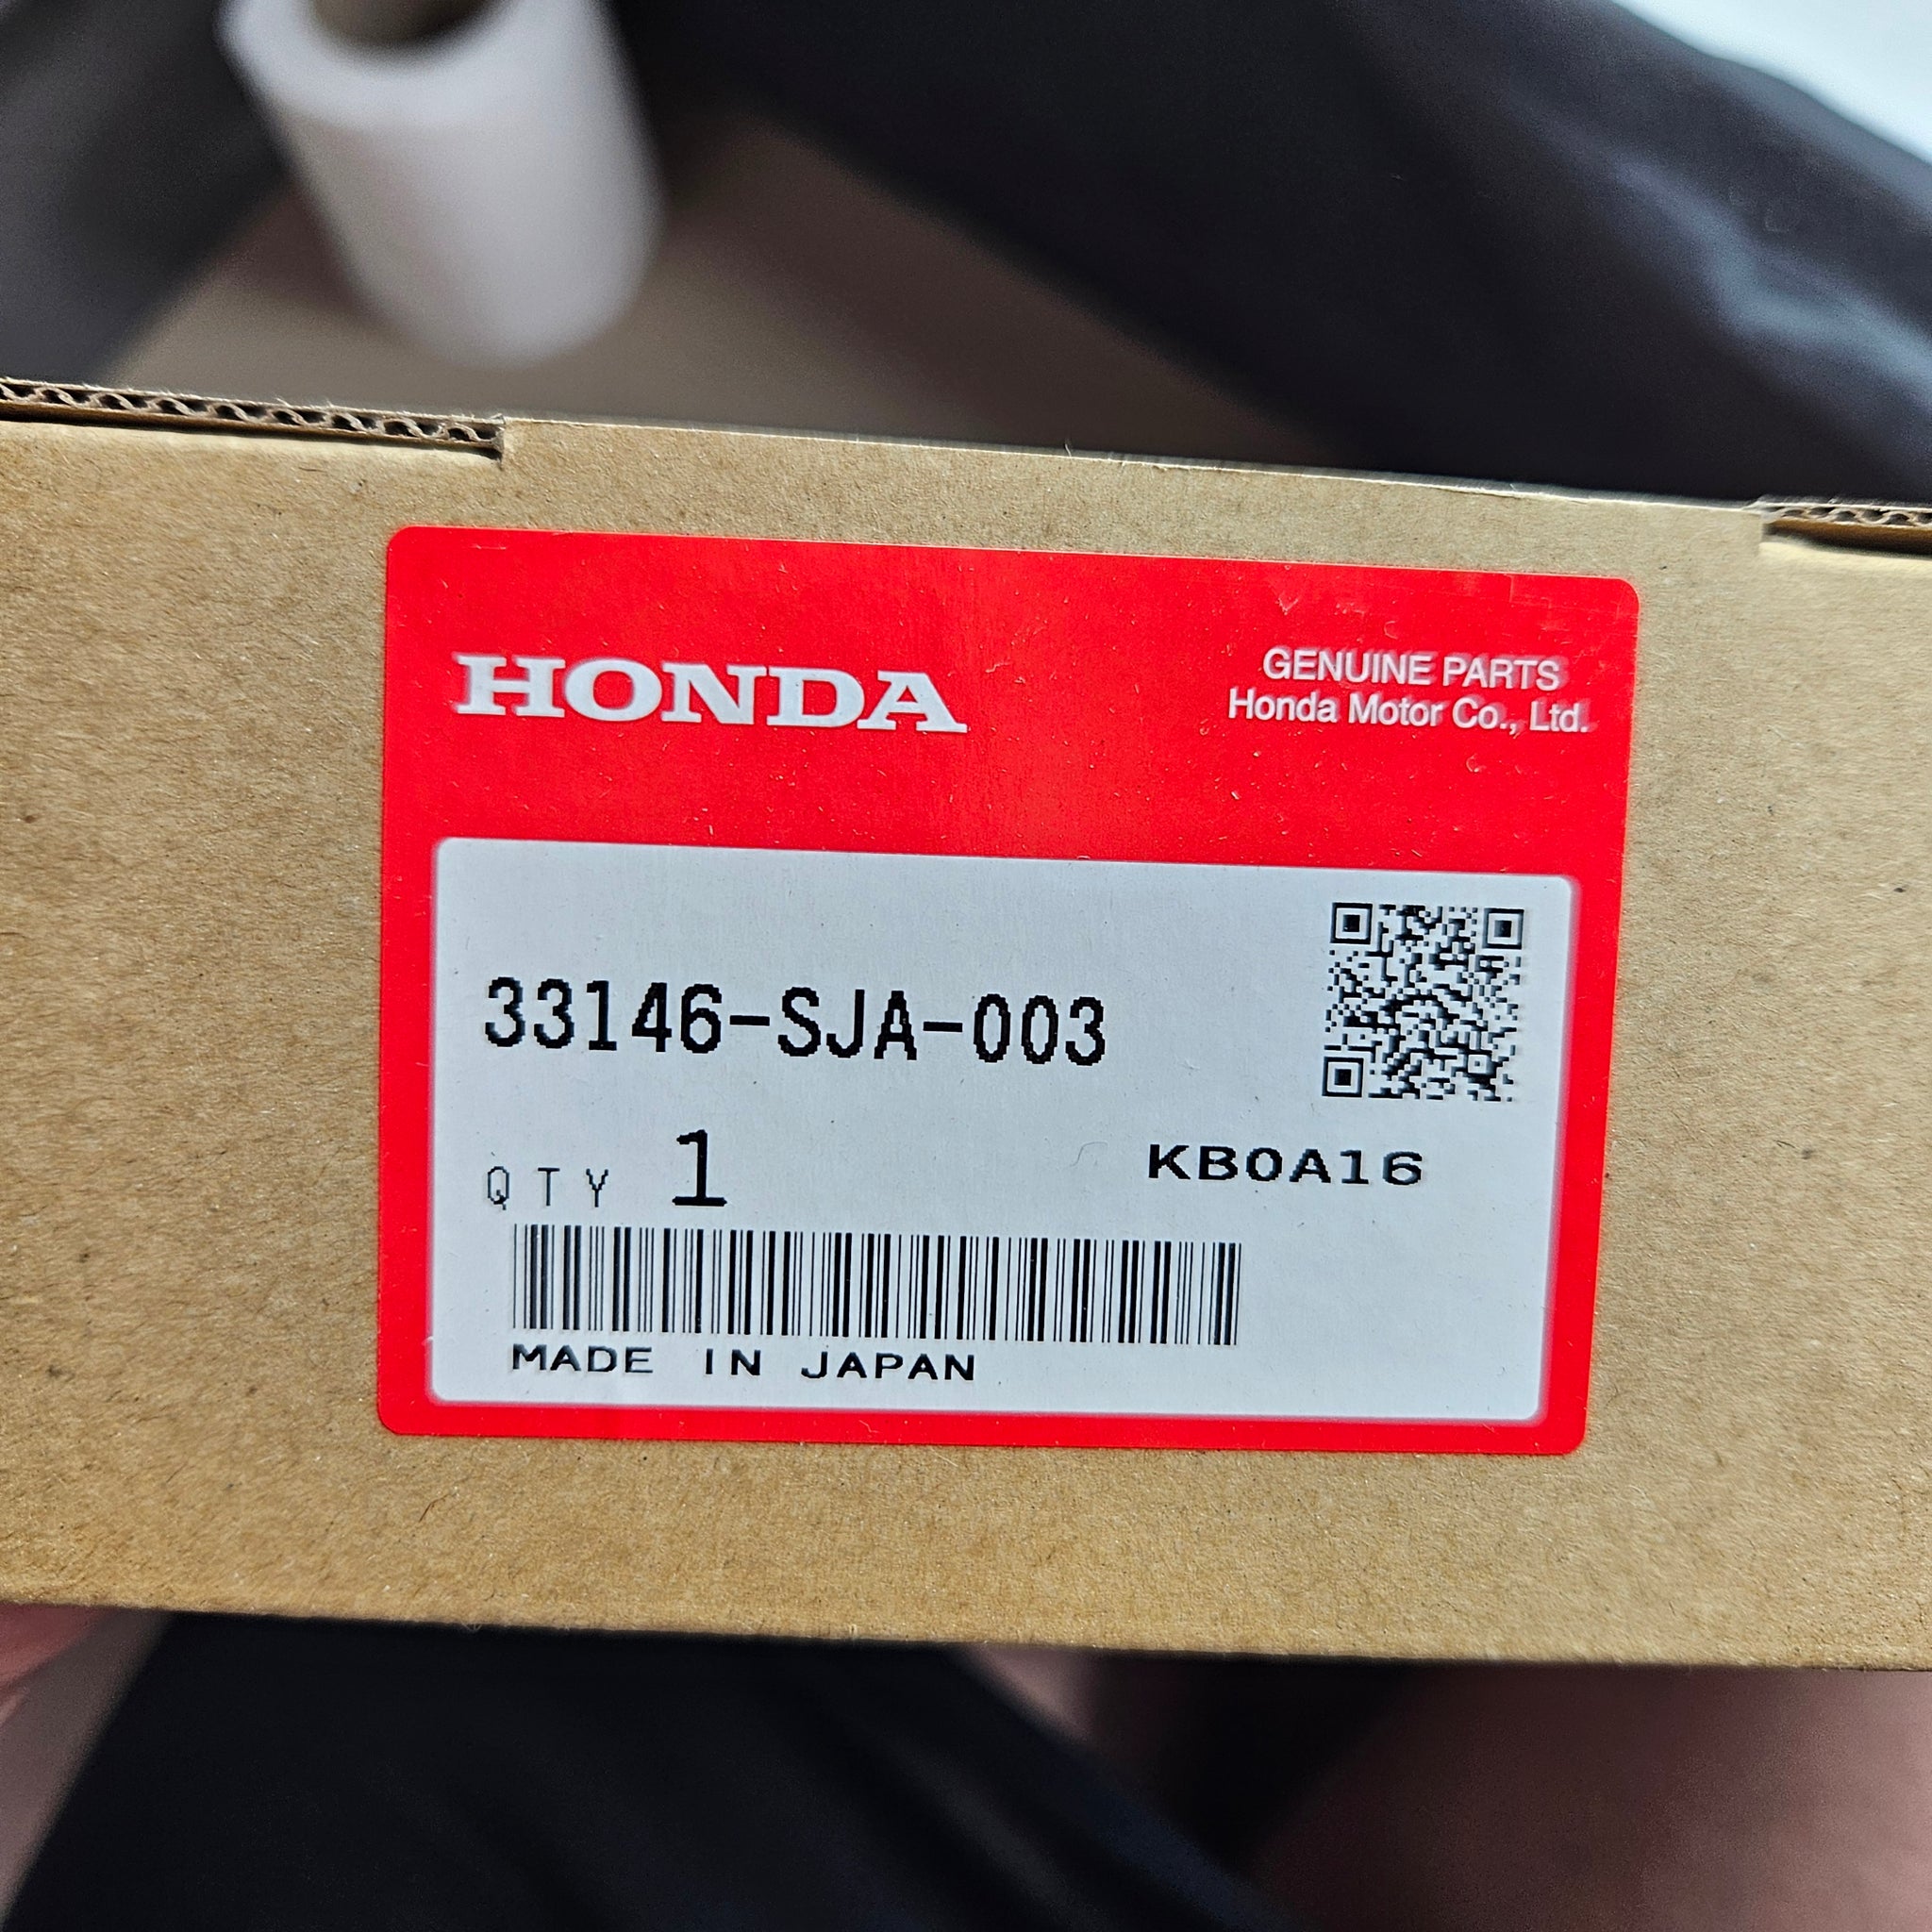 HONDA
GENUINE PARTS
Honda Motor Co., Ltd.
33146-SJA-003
QTY 1
KB0A16
MADE IN JAPAN